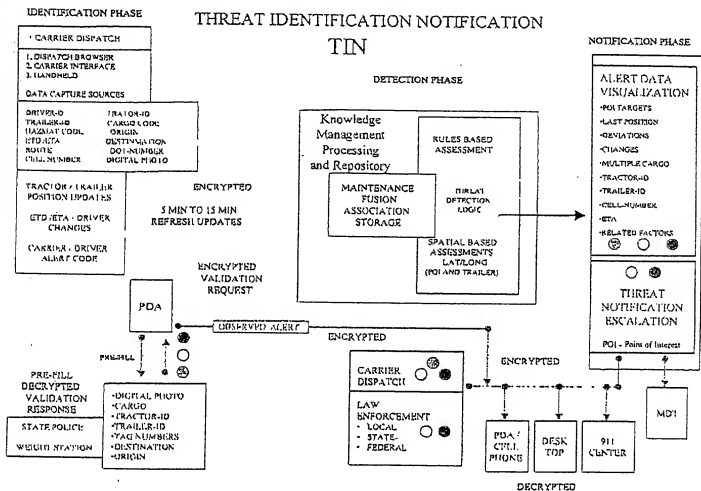 IDENTIFICATION PHASE
• CARRIER DISPATCH
1. DISPATCH BROWSER
2. CARRIER INTERFACE
3. HANDHELD
DATA CAPTURE SOURCES
DRIVER-ID TRATOR-ID
TRAILER-ID CARGO CODE
HAZMAT CODE ORIGIN
ETD/ETA DESTINATION
ROUTE DOT-NUMBER
CELL NUMBER DIGITAL PHOTO
TRACTOR / TRAILER
POSITION UPDATES
ETD/ETA - DRIVER
CHANGES
CARRIER - DRIVER
ALERT CODE
THREAT IDENTIFICATION NOTIFICATION
TIN
ENCRYPTED
5 MIN TO 15 MIN
REFRESH UPDATES
ENCRYPTED
VALIDATION
REQUEST
DETECTION PHASE
Knowledge
Management
Processing
and Repository
MAINTENANCE
FUSION
ASSOCIATION
STORAGE
RULES BASED
ASSESSMENT
THREAT
DETECTION
LOGIC
SPATIAL BASED
ASSESSMENTS
LAT/LONG
(POI AND TRAILER)
NOTIFICATION PHASE
ALERT DATA
VISUALIZATION
•POI TARGETS
•LAST POSITION
•DEVIATIONS
•CHANGES
•MULTIPLE CARGO
•TRACTOR-ID
•TRAILER-ID
•CELL-NUMBER
•ETA
•RELATED FACTORS
THREAT
NOTIFICATION
ESCALATION
POI - Point of Interest
PDA
OBSERVED ALERT
ENCRYPTED
PRE-FILL
PRE-FILL
DECRYPTED
VALIDATION
RESPONSE
STATE POLICE
WEIGHT STATION
•DIGITAL PHOTO
•CARGO
•TRACTUR-ID
•TRAILER-ID
•TAG NUMBERS
•DESTINATION
•ORIGIN
CARRIER
DISPATCH
LAW
ENFORCEMENT
• LOCAL
• STATE-
• FEDERAL
ENCRYPTED
PDA /
CELL
PHONE
DESK
TOP
911
CENTER
MDT
DECRYPTED